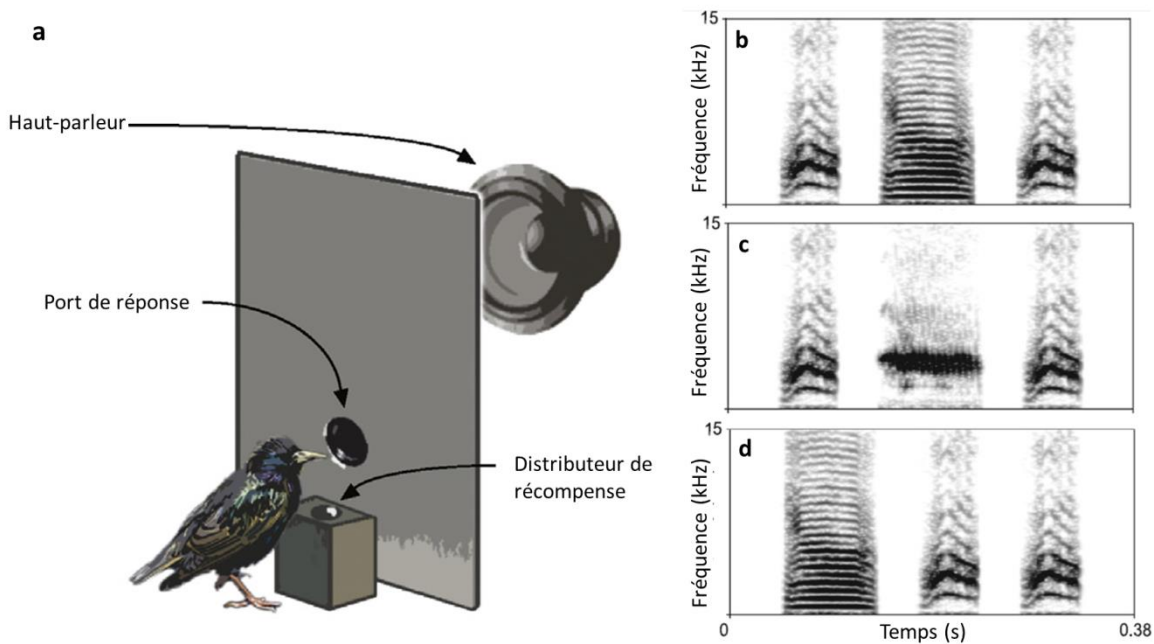 a
Haut-parleur
Port de réponse
Distributeur de
récompense
b
15
Fréquence (kHz)
c
15
Fréquence (kHz)
d
15
Fréquence (kHz)
0
Temps (s)
0.38